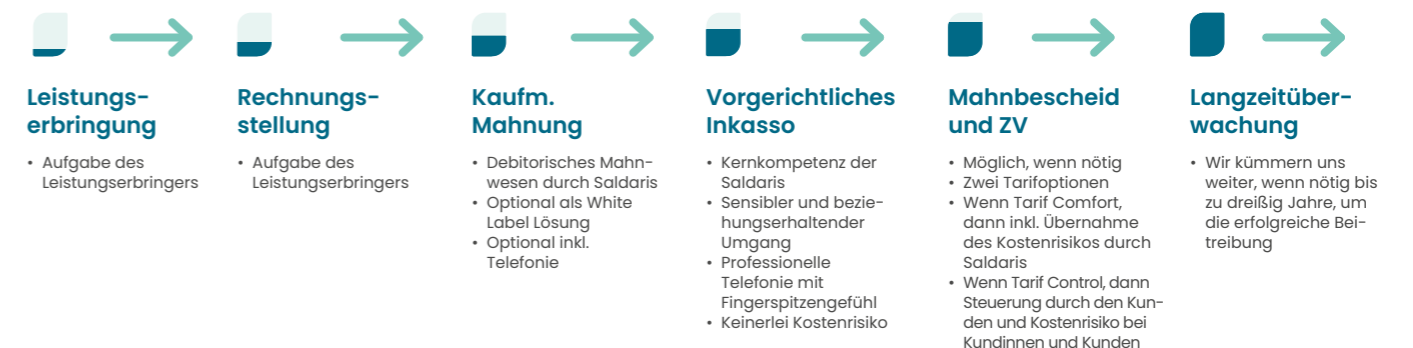 Leistungs-
erbringung
• Aufgabe des
Leistungserbringers
Rechnungs-
stellung
• Aufgabe des
Leistungserbringers
Kaufm.
Mahnung
• Debitorisches Mahn-
wesen durch Saldaris
• Optional als White
Label Lösung
• Optional inkl.
Telefonie
Vorgerichtliches
Inkasso
• Kernkompetenz der
Saldaris
• Sensibler und bezie-
hungserhaltender
Umgang
• Professionelle
Telefonie mit
Fingerspitzengefühl
• Keinerlei Kostenrisiko
Mahnbescheid
und ZV
• Möglich, wenn nötig
• Zwei Tarifoptionen
• Wenn Tarif Comfort,
dann inkl. Übernahme
des Kostenrisikos durch
Saldaris
• Wenn Tarif Control, dann
Steuerung durch den Kun-
den und Kostenrisiko bei
Kundinnen und Kunden
Langzeitüber-
wachung
• Wir kümmern uns
weiter, wenn nötig bis
zu dreißig Jahre, um
die erfolgreiche Bei-
treibung